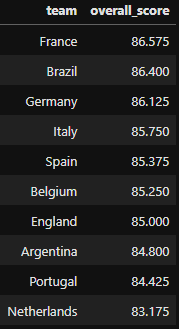 team overall_score
France 86.575
Brazil 86.400
Germany 86.125
Italy 85.750
Spain 85.375
Belgium 85.250
England 85.000
Argentina 84.800
Portugal 84.425
Netherlands 83.175